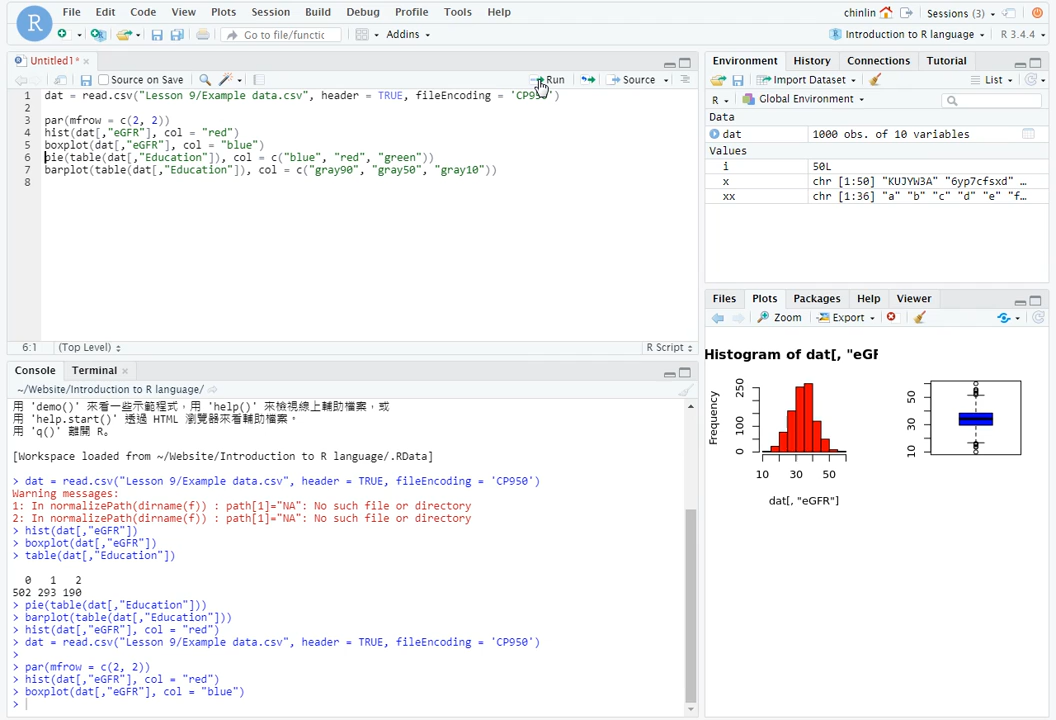 File Edit Code View Plots Session Build Debug Profile Tools Help
chinlin Sessions (3)
Go to file/functic Addins
Introduction to R language R 3.4.4
Untitled1*
Source on Save Run Source
1 dat = read.csv("Lesson 9/Example data.csv", header = TRUE, fileEncoding = 'CP950')
2
3 par(mfrow = c(2, 2))
4 hist(dat[,"eGFR"], col = "red")
5 boxplot(dat[,"eGFR"], col = "blue")
6 pie(table(dat[,"Education"]), col = c("blue", "red", "green"))
7 barplot(table(dat[,"Education"]), col = c("gray90", "gray50", "gray10"))
8
6:1 (Top Level) R Script
Console Terminal
~/Website/Introduction to R language/
用 'demo()' 來看一些示範程式，用 'help()' 來檢視線上輔助檔案，或
用 'help.start()' 透過 HTML 瀏覽器來看輔助檔案。
用 'q()' 離開 R。
[Workspace loaded from ~/Website/Introduction to R language/.RData]
> dat = read.csv("Lesson 9/Example data.csv", header = TRUE, fileEncoding = 'CP950')
Warning messages:
1: In normalizePath(dirname(f)) : path[1]="NA": No such file or directory
2: In normalizePath(dirname(f)) : path[1]="NA": No such file or directory
> hist(dat[,"eGFR"])
> boxplot(dat[,"eGFR"])
> table(dat[,"Education"])
0 1 2
502 293 190
> pie(table(dat[,"Education"]))
> barplot(table(dat[,"Education"]))
> hist(dat[,"eGFR"], col = "red")
> dat = read.csv("Lesson 9/Example data.csv", header = TRUE, fileEncoding = 'CP950')
>
> par(mfrow = c(2, 2))
> hist(dat[,"eGFR"], col = "red")
> boxplot(dat[,"eGFR"], col = "blue")
>
Environment History Connections Tutorial
Import Dataset List
R Global Environment
Data
dat 1000 obs. of 10 variables
Values
i 50L
x chr [1:50] "KUJYW3A" "6yp7cfsxd" …
xx chr [1:36] "a" "b" "c" "d" "e" "f…
Files Plots Packages Help Viewer
Zoom Export
Histogram of dat[, "eGF
Frequency
0 100 250
10 30 50
dat[, "eGFR"]
10 30 50